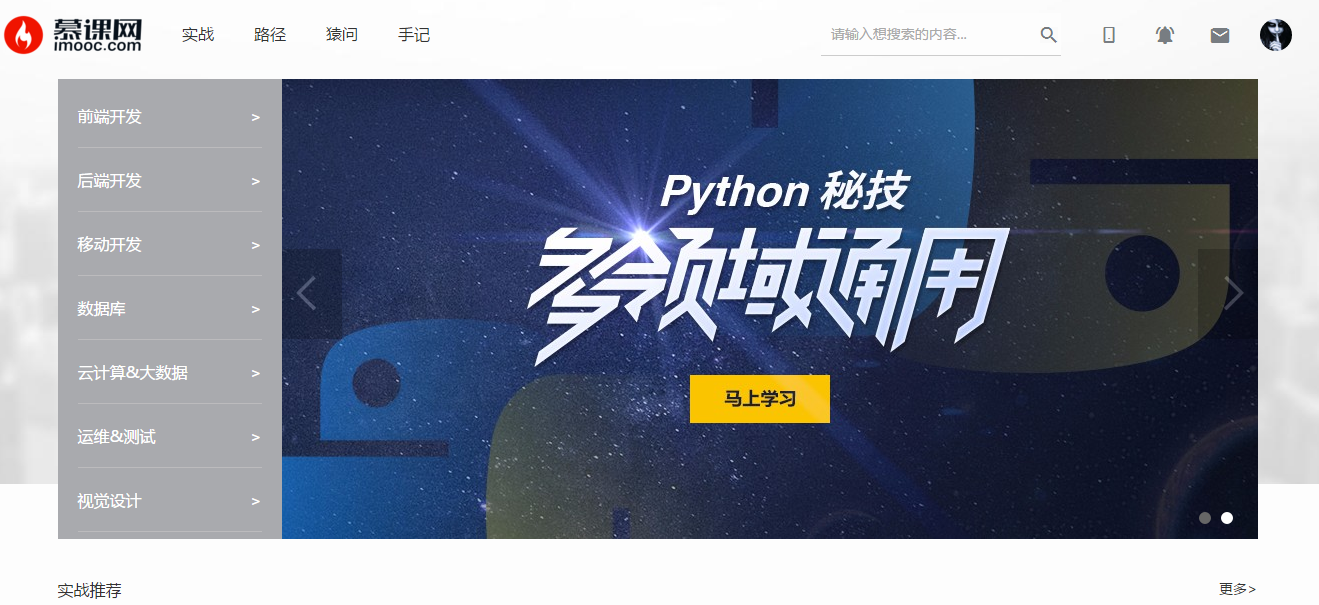 慕课网
imooc.com
实战 路径 猿问 手记
请输入想搜索的内容...
前端开发 >
后端开发 >
移动开发 >
数据库 >
云计算&大数据 >
运维&测试 >
视觉设计 >
Python 秘技
多领域通用
马上学习
实战推荐
更多>